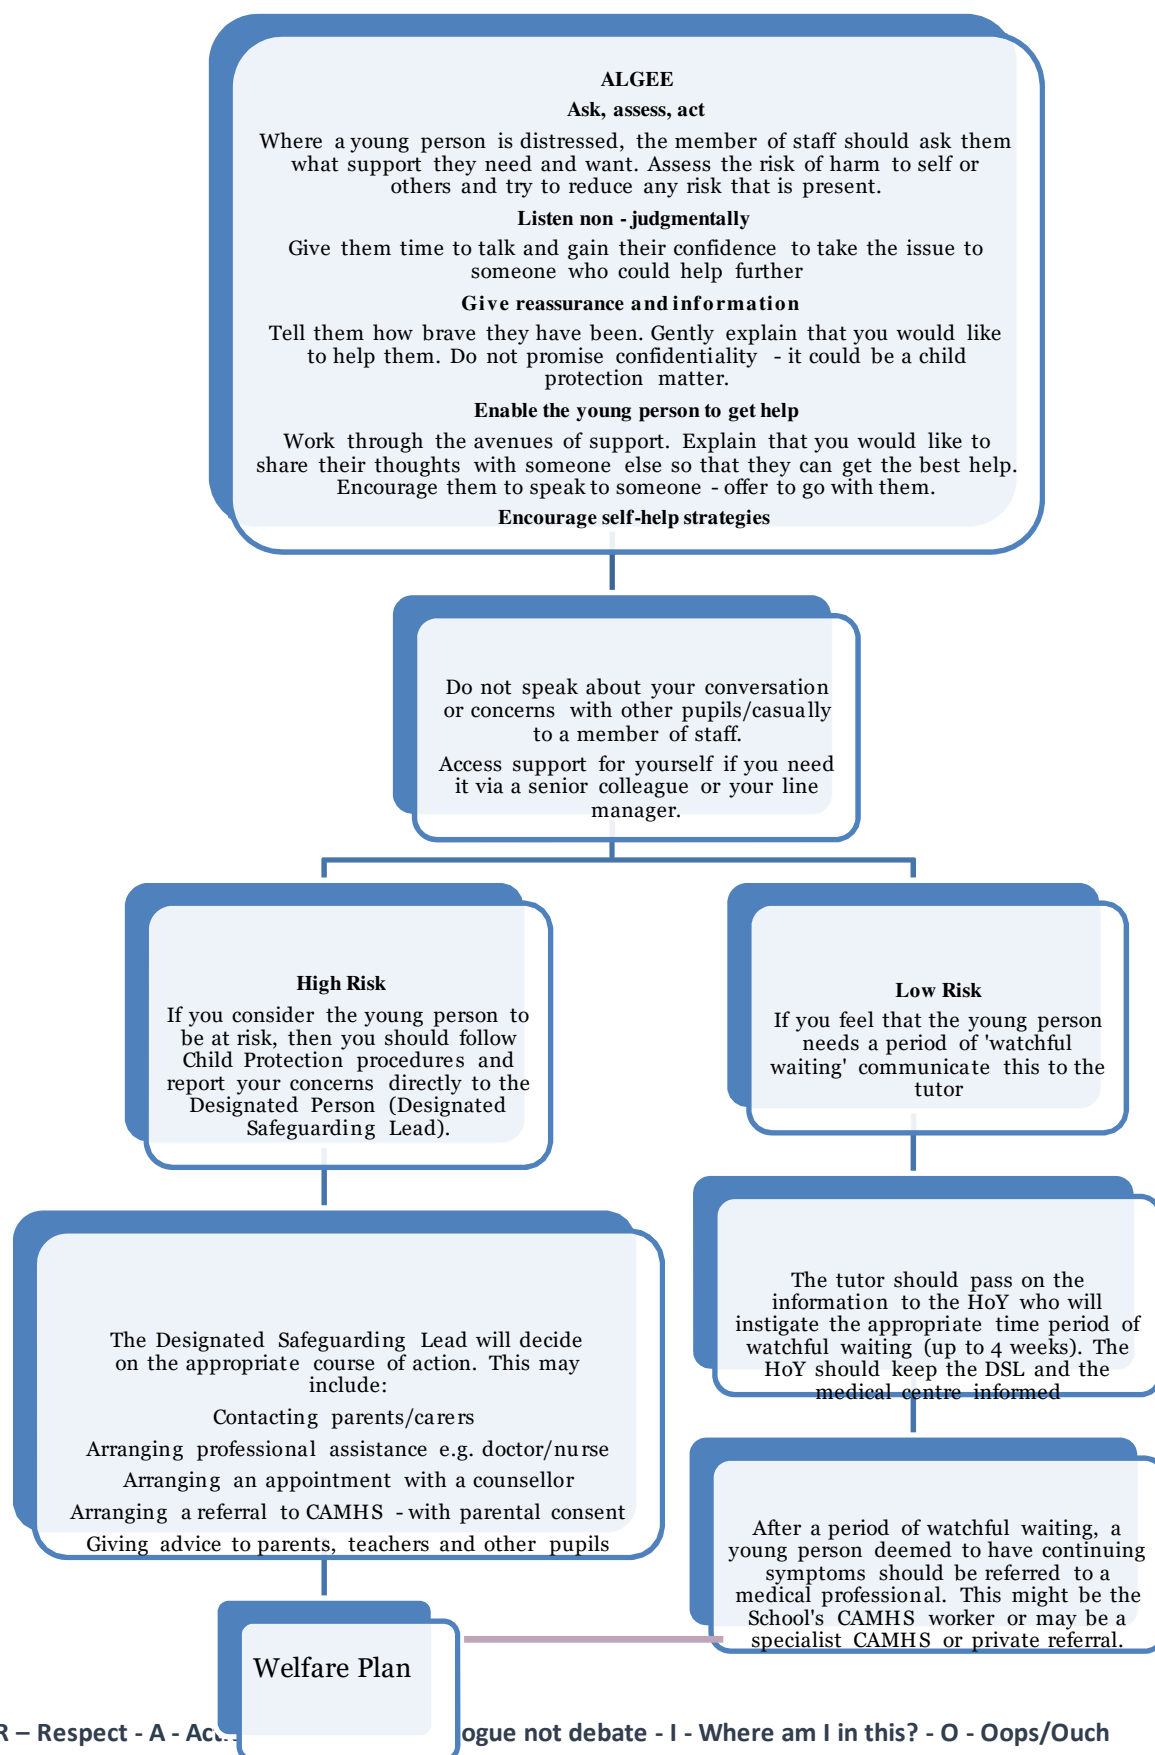 ALGEE
Ask, assess, act
Where a young person is distressed, the member of staff should ask them
what support they need and want. Assess the risk of harm to self or
others and try to reduce any risk that is present.
Listen non - judgmentally
Give them time to talk and gain their confidence to take the issue to
someone who could help further
Give reassurance and information
Tell them how brave they have been. Gently explain that you would like
to help them. Do not promise confidentiality - it could be a child
protection matter.
Enable the young person to get help
Work through the avenues of support. Explain that you would like to
share their thoughts with someone else so that they can get the best help.
Encourage them to speak to someone - offer to go with them.
Encourage self-help strategies
Do not speak about your conversation
or concerns with other pupils/casually
to a member of staff.
Access support for yourself if you need
it via a senior colleague or your line
manager.
High Risk
If you consider the young person to
be at risk, then you should follow
Child Protection procedures and
report your concerns directly to the
Designated Person (Designated
Safeguarding Lead).
Low Risk
If you feel that the young person
needs a period of 'watchful
waiting' communicate this to the
tutor
The Designated Safeguarding Lead will decide
on the appropriate course of action. This may
include:
Contacting parents/carers
Arranging professional assistance e.g. doctor/nurse
Arranging an appointment with a counsellor
Arranging a referral to CAMHS - with parental consent
Giving advice to parents, teachers and other pupils
The tutor should pass on the
information to the HoY who will
instigate the appropriate time period of
watchful waiting (up to 4 weeks). The
HoY should keep the DSL and the
medical centre informed
After a period of watchful waiting, a
young person deemed to have continuing
symptoms should be referred to a
medical professional. This might be the
School's CAMHS worker or may be a
specialist CAMHS or private referral.
Welfare Plan
R – Respect - A - ogue not debate - I - Where am I in this? - O - Oops/Ouch